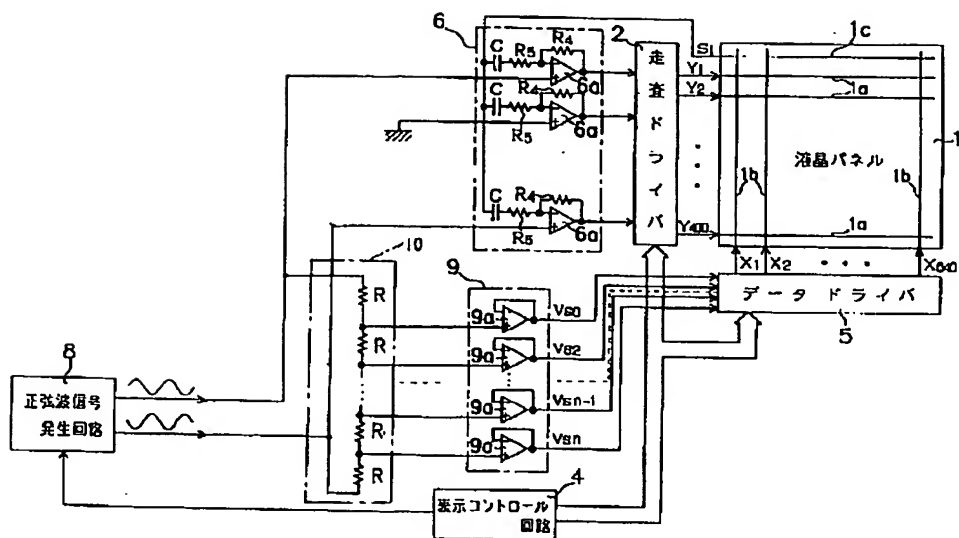 6
C
R5
R4
6a
C
R5
R4
6a
C
R5
R4
6a
2
走査ドライバ
S1
Y1
Y2
Y400
1c
1a
1
液晶パネル
1b
1b
1a
X1
X2
X640
データ ドライバ
5
10
R
R
R
R
9
9a
9a
9a
9a
VS0
VS2
VSn-1
VSn
8
正弦波信号
発生回路
4
表示コントロール
回路